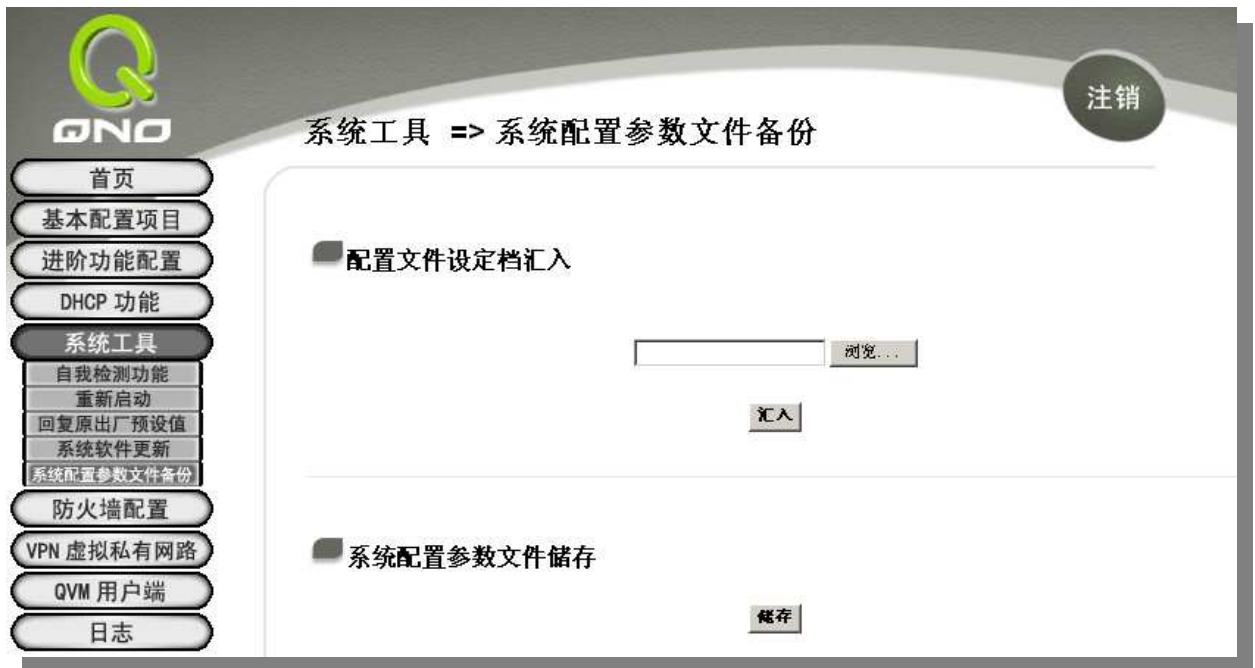 QNO
注销
系统工具 => 系统配置参数文件备份
首页
基本配置项目
进阶功能配置
DHCP 功能
系统工具
自我检测功能
重新启动
回复原出厂预设值
系统软件更新
系统配置参数文件备份
防火墙配置
VPN 虚拟私有网路
QVM 用户端
日志
配置文件设定档汇入
浏览...
汇入
系统配置参数文件储存
储存